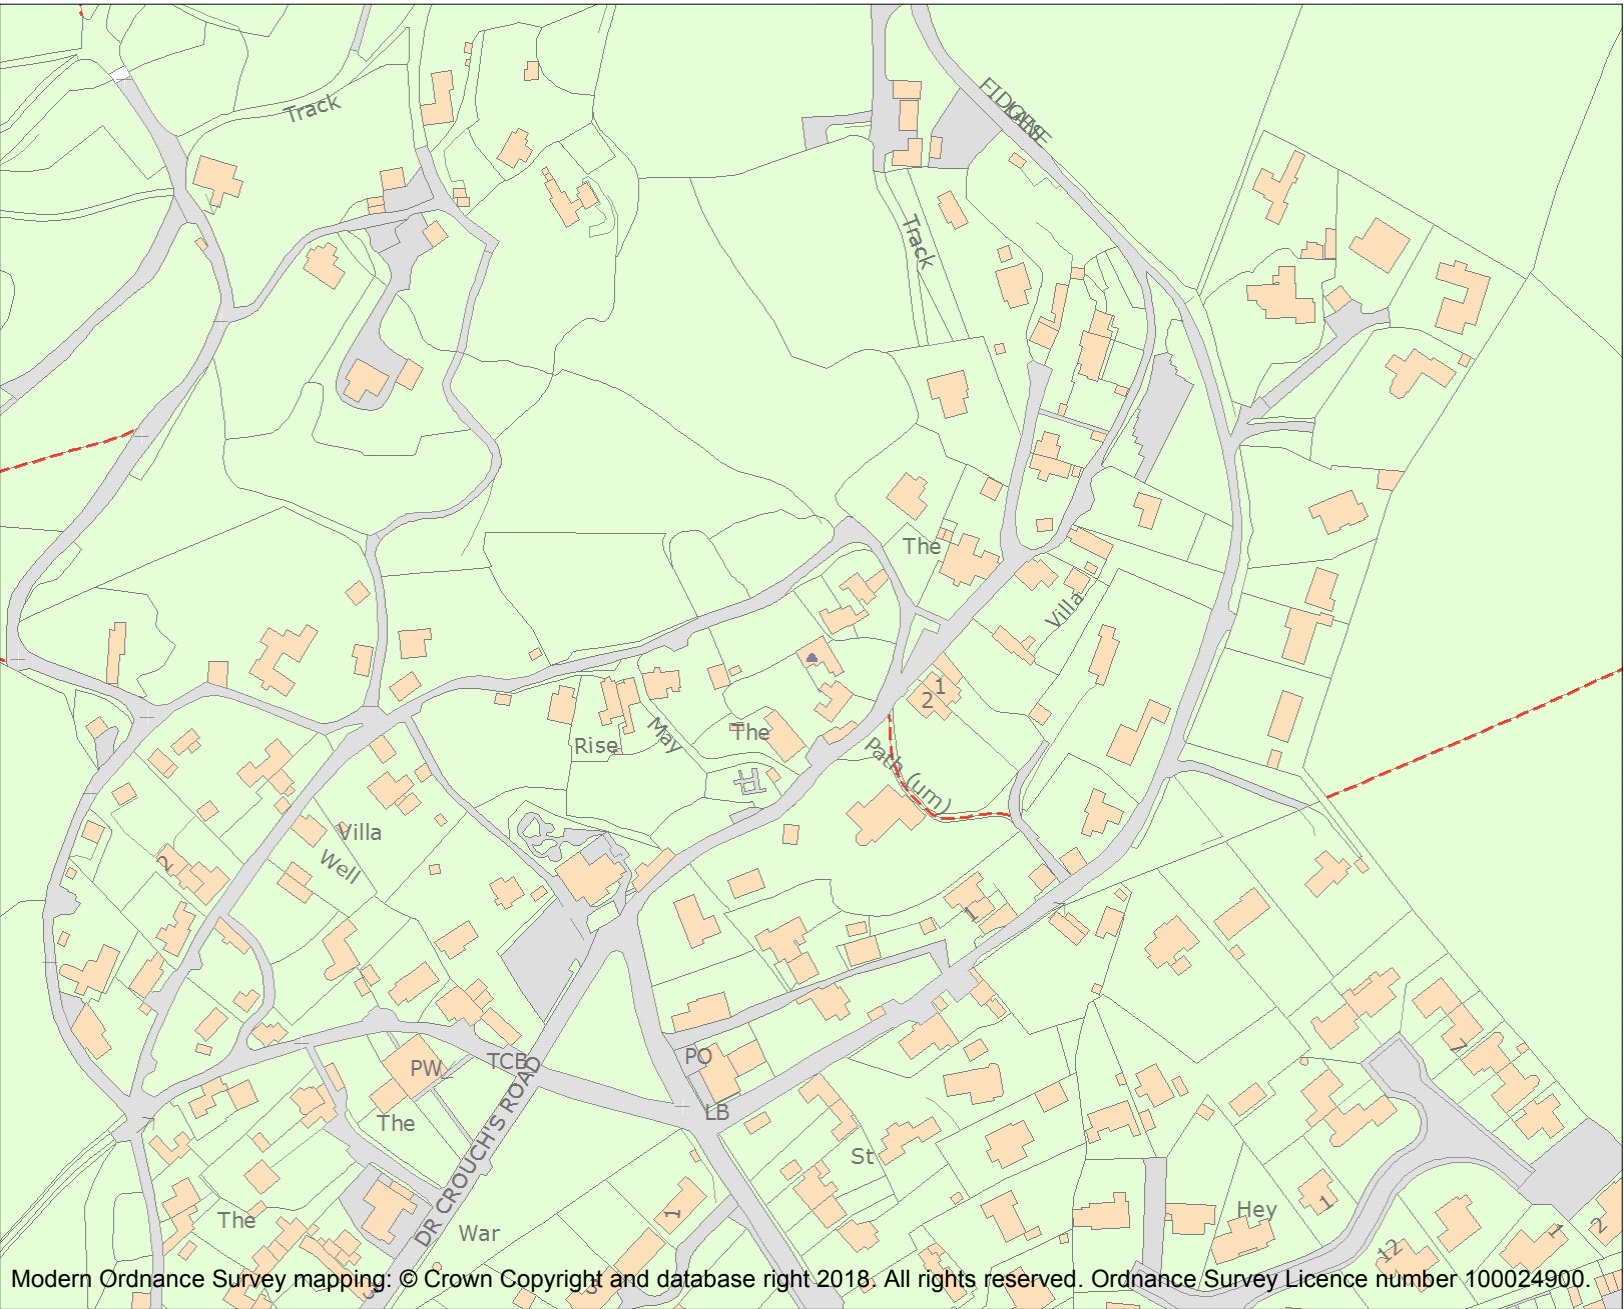 Track
Track
The
Villa
1
2
The
May
Rise
Path (um)
Villa
Well
2
1
PO
TCB
PW
LB
The
DR CROUCH'S ROAD
St
7
The
War
1
Hey
1
1
2
12
Modern Ordnance Survey mapping: © Crown Copyright and database right 2018. All rights reserved. Ordnance Survey Licence number 100024900.